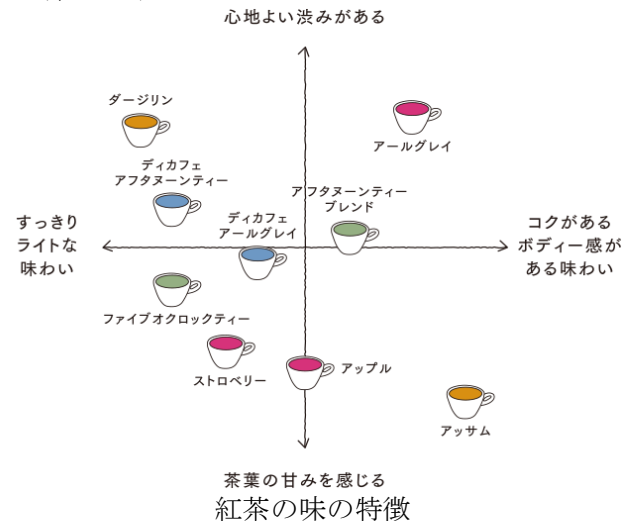 心地よい渋みがある
ダージリン
アールグレイ
ディカフェ
アフタヌーンティー
アフタヌーンティー
ブレンド
ディカフェ
アールグレイ
すっきり
ライトな
味わい
コクがある
ボディー感が
ある味わい
ファイブオクロックティー
ストロベリー
アップル
アッサム
茶葉の甘みを感じる
紅茶の味の特徴